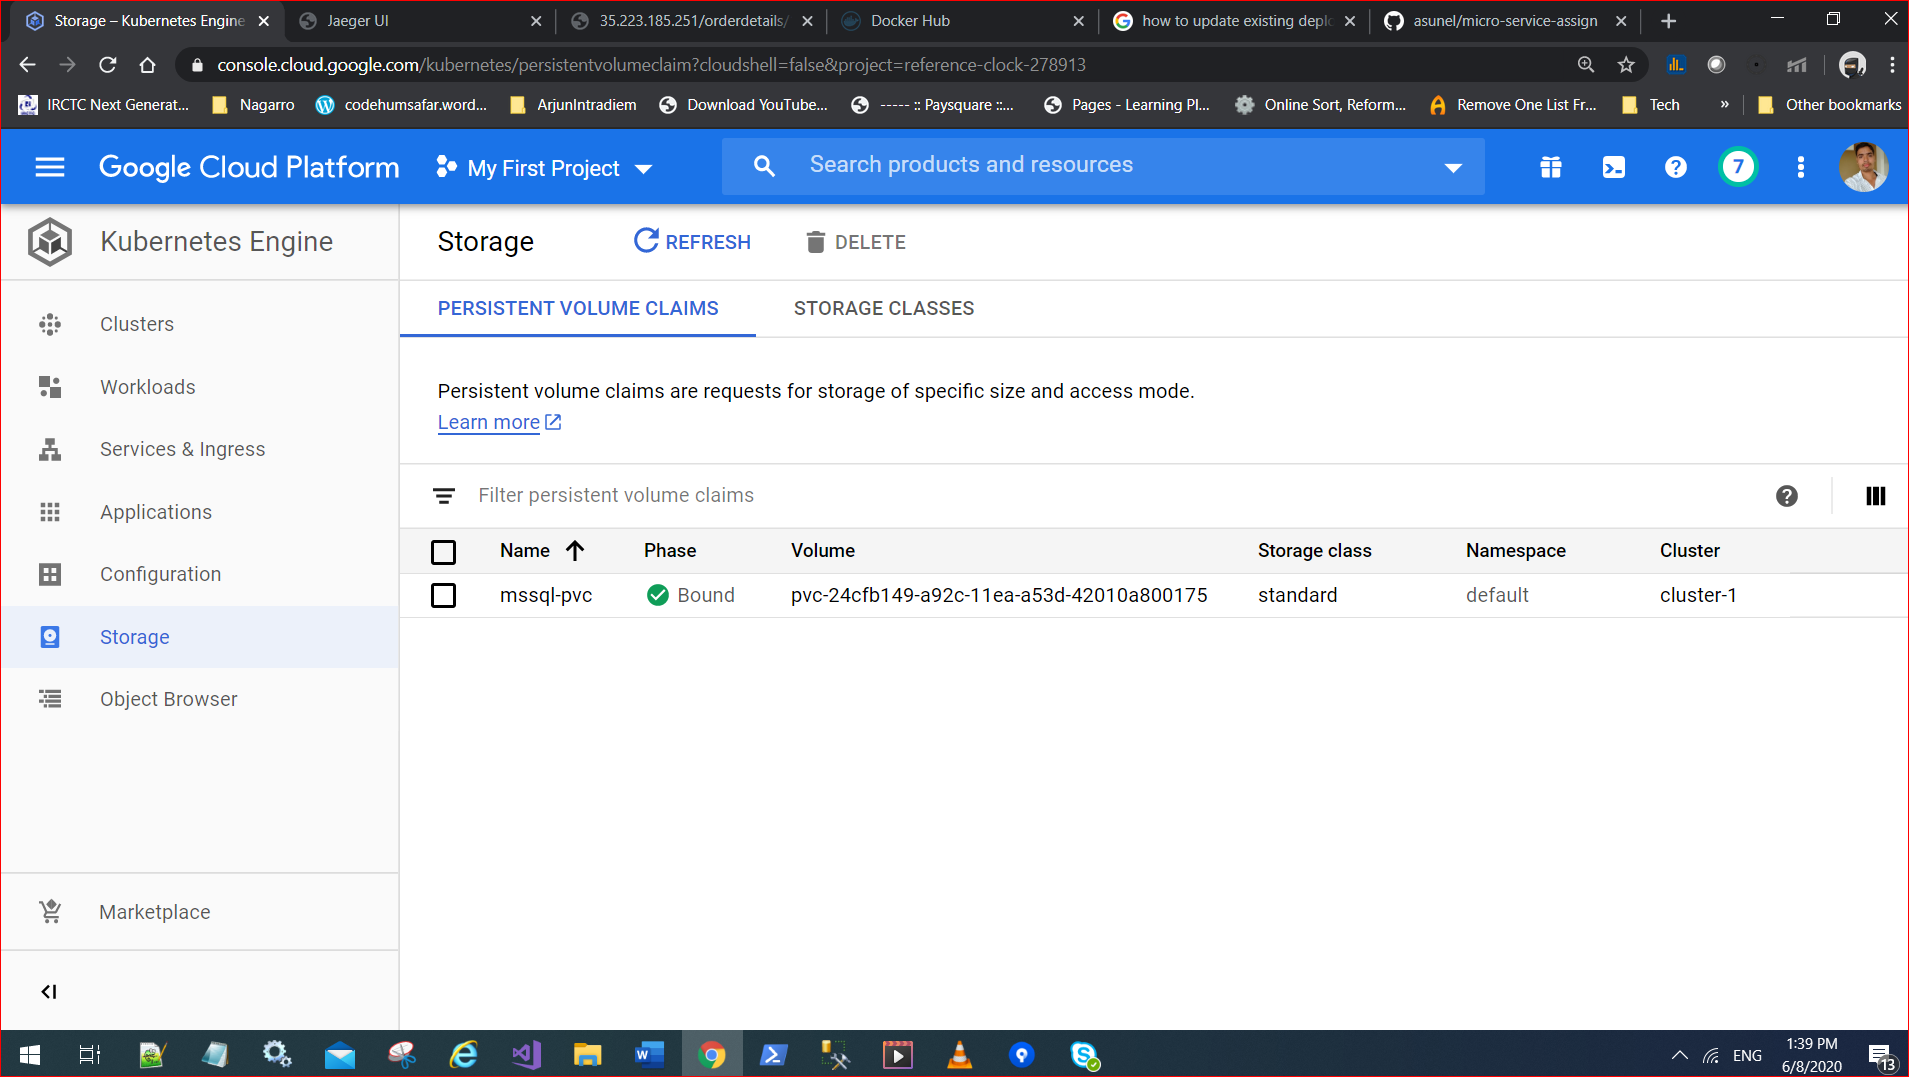 Storage – Kubernetes Engine
Jaeger UI
35.223.185.251/orderdetails/
Docker Hub
how to update existing deplo
asunel/micro-service-assign
console.cloud.google.com/kubernetes/persistentvolumeclaim?cloudshell=false&project=reference-clock-278913
IRCTC Next Generat...
Nagarro
codehumsafar.word...
ArjunIntradiem
Download YouTube...
----- :: Paysquare ::...
Pages - Learning Pl...
Online Sort, Reform...
Remove One List Fr...
Tech
»
Other bookmarks
Google Cloud Platform
My First Project
Search products and resources
7
Kubernetes Engine
Storage
REFRESH
DELETE
Clusters
Workloads
Services & Ingress
Applications
Configuration
Storage
Object Browser
Marketplace
PERSISTENT VOLUME CLAIMS
STORAGE CLASSES
Persistent volume claims are requests for storage of specific size and access mode.
Learn more
Filter persistent volume claims
Name Phase Volume Storage class Namespace Cluster
mssql-pvc Bound pvc-24cfb149-a92c-11ea-a53d-42010a800175 standard default cluster-1
ENG
1:39 PM
6/8/2020
13